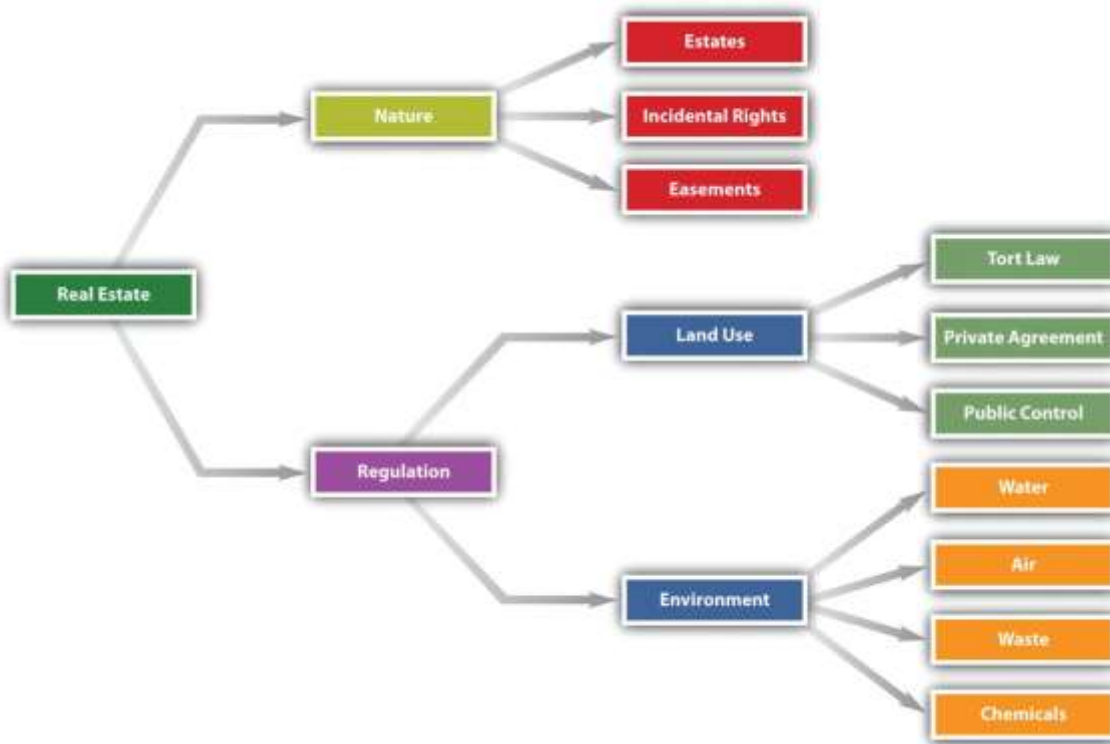 Estates
Nature
Incidental Rights
Easements
Real Estate
Tort Law
Land Use
Private Agreement
Public Control
Regulation
Water
Air
Environment
Waste
Chemicals